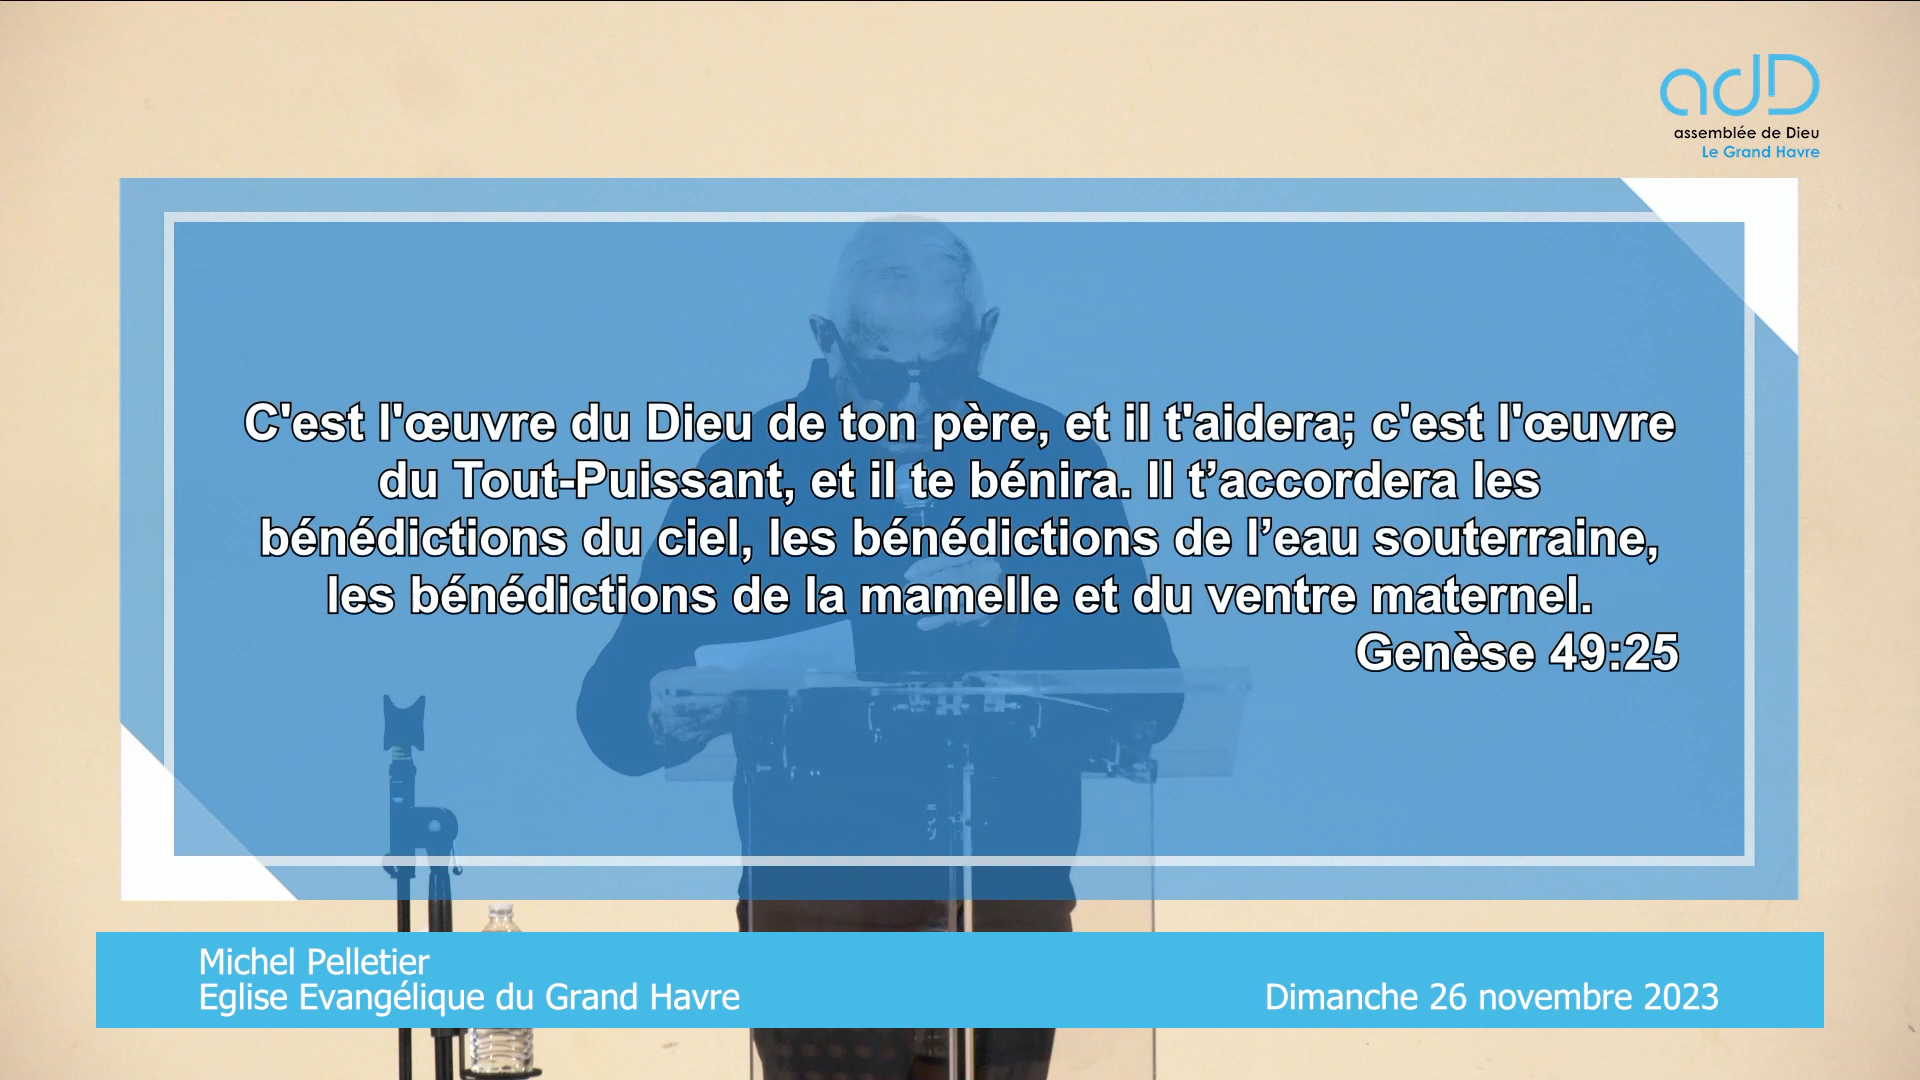 adD
assemblée de Dieu
Le Grand Havre
C'est l'œuvre du Dieu de ton père, et il t'aidera; c'est l'œuvre
du Tout-Puissant, et il te bénira. Il t’accordera les
bénédictions du ciel, les bénédictions de l’eau souterraine,
les bénédictions de la mamelle et du ventre maternel.
Genèse 49:25
Michel Pelletier
Eglise Evangélique du Grand Havre
Dimanche 26 novembre 2023